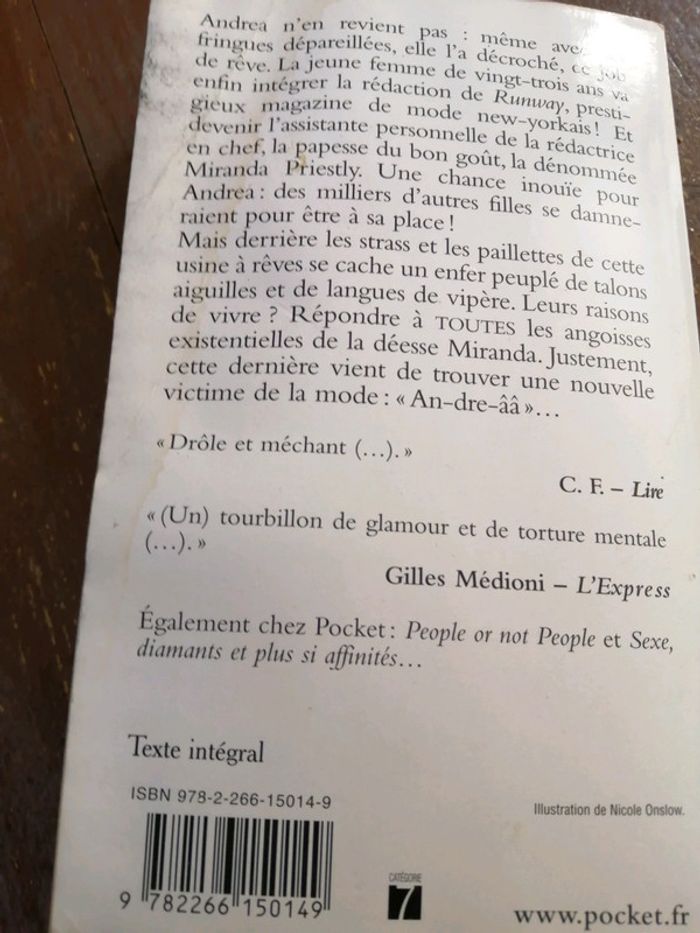 Andrea n'en revient pas : même avec
fringues dépareillées, elle l'a décroché, ce job
de rêve. La jeune femme de vingt-trois ans va
enfin intégrer la rédaction de Runway, presti-
gieux magazine de mode new-yorkais ! Et
devenir l'assistante personnelle de la rédactrice
en chef, la papesse du bon goût, la dénommée
Miranda Priestly. Une chance inouïe pour
Andrea : des milliers d'autres filles se damne-
raient pour être à sa place !
Mais derrière les strass et les paillettes de cette
usine à rêves se cache un enfer peuplé de talons
aiguilles et de langues de vipère. Leurs raisons
de vivre ? Répondre à TOUTES les angoisses
existentielles de la déesse Miranda. Justement,
cette dernière vient de trouver une nouvelle
victime de la mode : « An-dre-ââ »…
« Drôle et méchant (…). »
C. F. – Lire
« (Un) tourbillon de glamour et de torture mentale
(…). »
Gilles Médioni – L'Express
Également chez Pocket : People or not People et Sexe,
diamants et plus si affinités…
Texte intégral
ISBN 978-2-266-15014-9
Illustration de Nicole Onslow.
CATÉGORIE
7
9 782266 150149
www.pocket.fr